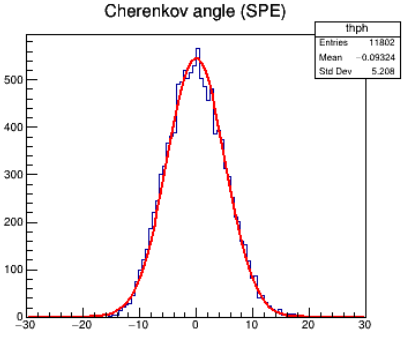 Cherenkov angle (SPE)
thph
Entries 11802
Mean −0.09324
Std Dev 5.208
500
400
300
200
100
0
−30 −20 −10 0 10 20 30